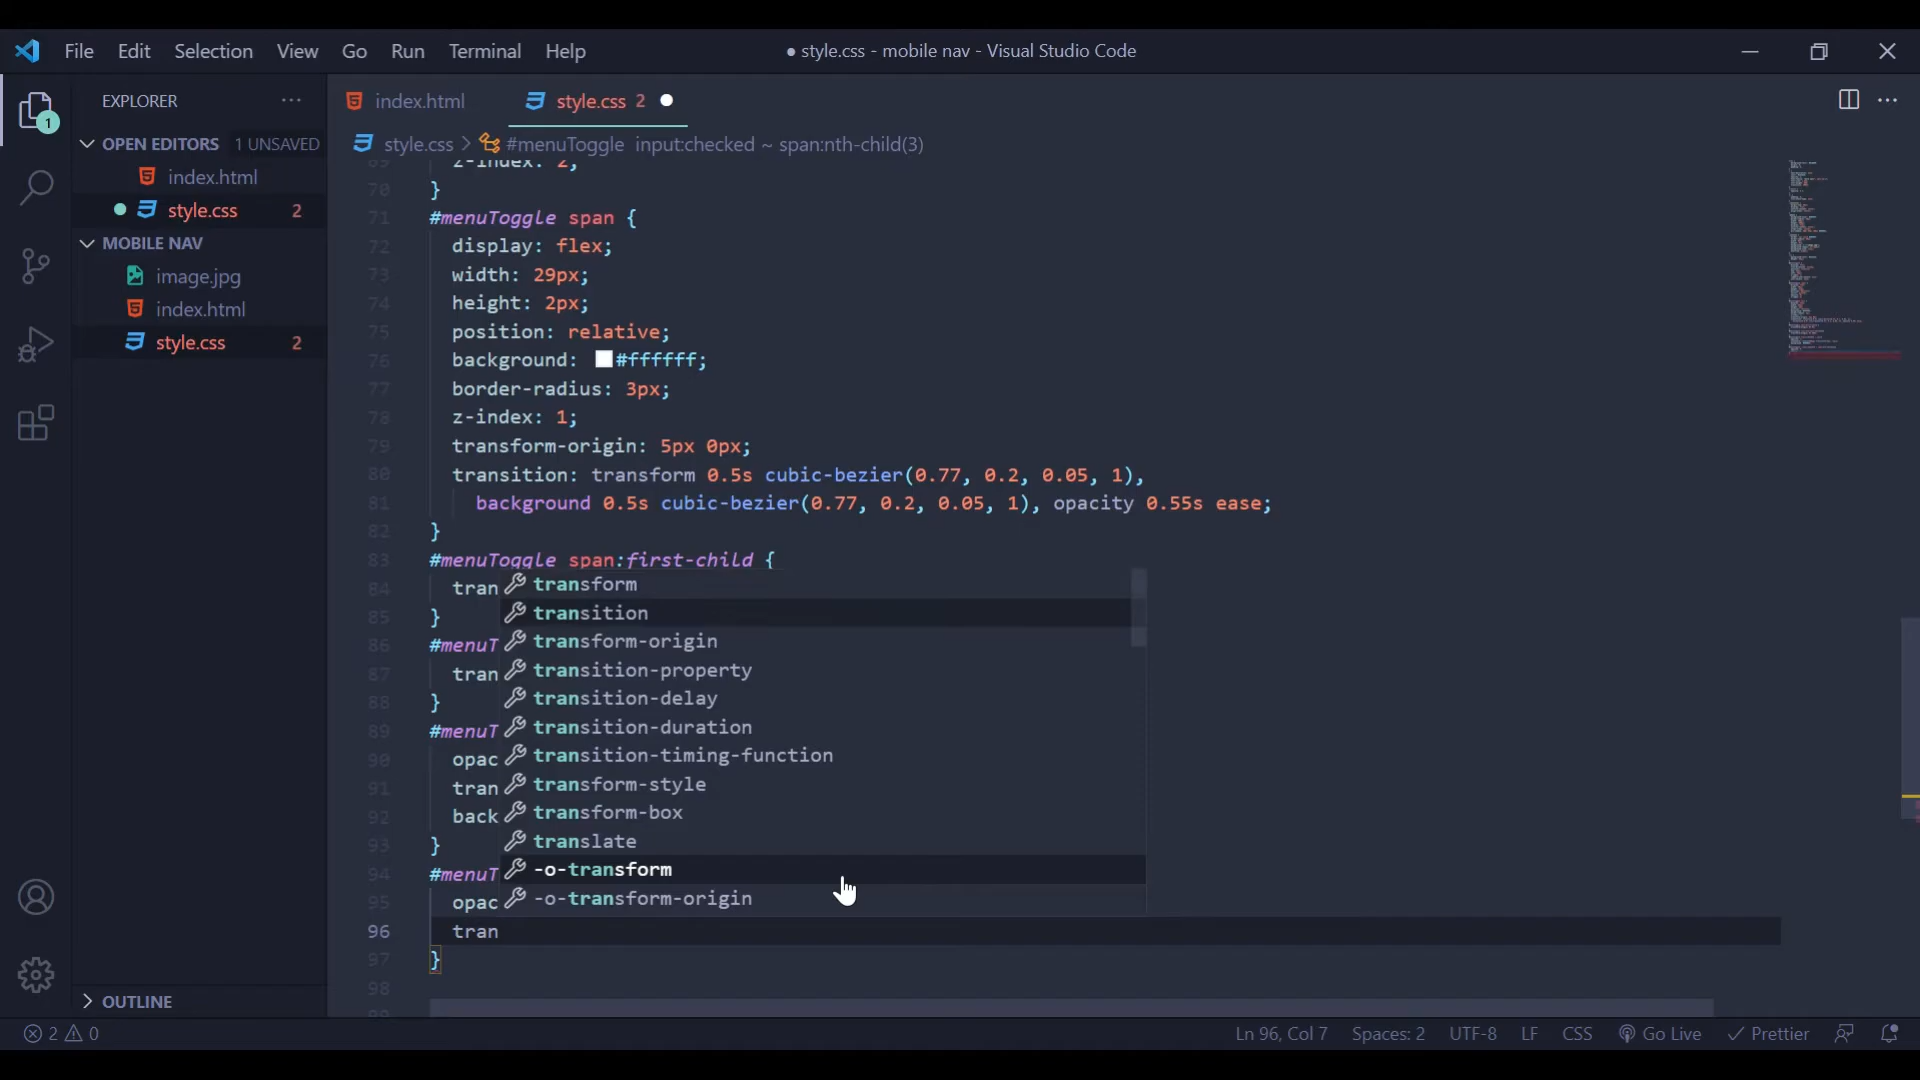 File Edit Selection View Go Run Terminal Help
● style.css - mobile nav - Visual Studio Code
EXPLORER
OPEN EDITORS 1 UNSAVED
index.html
style.css 2
MOBILE NAV
image.jpg
index.html
style.css 2
OUTLINE
index.html style.css 2
style.css > #menuToggle input:checked ~ span:nth-child(3)
69 z-index: 2;
70 }
71 #menuToggle span {
72 display: flex;
73 width: 29px;
74 height: 2px;
75 position: relative;
76 background: #ffffff;
77 border-radius: 3px;
78 z-index: 1;
79 transform-origin: 5px 0px;
80 transition: transform 0.5s cubic-bezier(0.77, 0.2, 0.05, 1),
81 background 0.5s cubic-bezier(0.77, 0.2, 0.05, 1), opacity 0.55s ease;
82 }
83 #menuToggle span:first-child {
84 tran
85 }
86 #menuT
87 tran
88 }
89 #menuT
90 opac
91 tran
92 back
93 }
94 #menuT
95 opac
96 tran
97 }
98
transform
transition
transform-origin
transition-property
transition-delay
transition-duration
transition-timing-function
transform-style
transform-box
translate
-o-transform
-o-transform-origin
1
2 0
Ln 96, Col 7 Spaces: 2 UTF-8 LF CSS Go Live Prettier